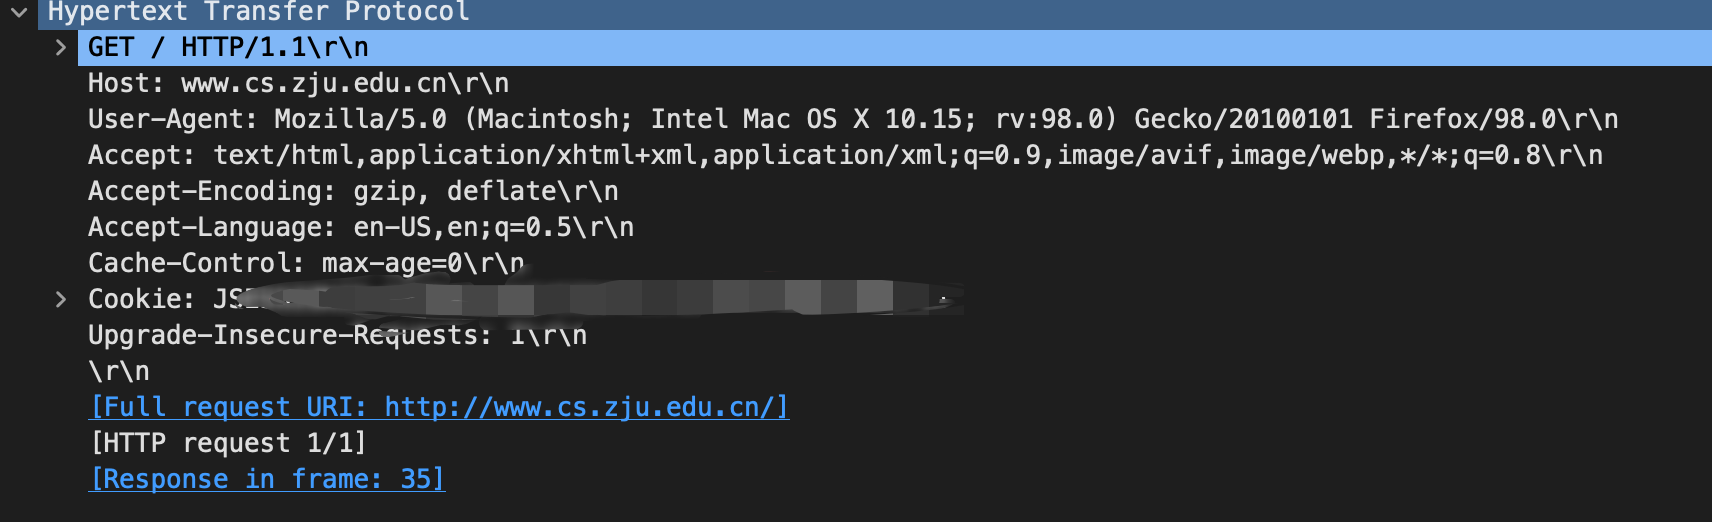 Hypertext Transfer Protocol
GET / HTTP/1.1\r\n
Host: www.cs.zju.edu.cn\r\n
User-Agent: Mozilla/5.0 (Macintosh; Intel Mac OS X 10.15; rv:98.0) Gecko/20100101 Firefox/98.0\r\n
Accept: text/html,application/xhtml+xml,application/xml;q=0.9,image/avif,image/webp,*/*;q=0.8\r\n
Accept-Encoding: gzip, deflate\r\n
Accept-Language: en-US,en;q=0.5\r\n
Cache-Control: max-age=0\r\n
Cookie:
Upgrade-Insecure-Requests: 1\r\n
\r\n
[Full request URI: http://www.cs.zju.edu.cn/]
[HTTP request 1/1]
[Response in frame: 35]